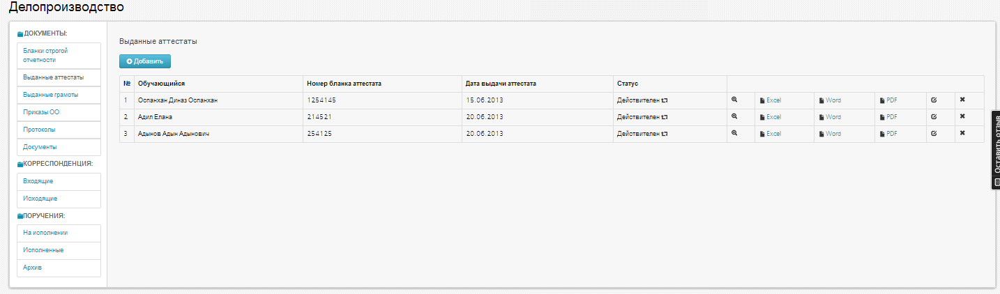 Делопроизводство
ДОКУМЕНТЫ:
Бланки строгой
отчетности
Выданные аттестаты
Выданные грамоты
Приказы ОО
Протоколы
Документы
КОРРЕСПОНДЕНЦИЯ:
Входящие
Исходящие
ПОРУЧЕНИЯ:
На исполнении
Исполненные
Архив
Выданные аттестаты
Добавить
№ Обучающийся Номер бланка аттестата Дата выдачи аттестата Статус
1 Оспанхан Диназ Оспанхан 1254145 15.06.2013 Действителен Excel Word PDF
2 Адил Елана 214521 20.06.2013 Действителен Excel Word PDF
3 Адынов Адын Адынович 254125 20.06.2013 Действителен Excel Word PDF
Оставить отзыв